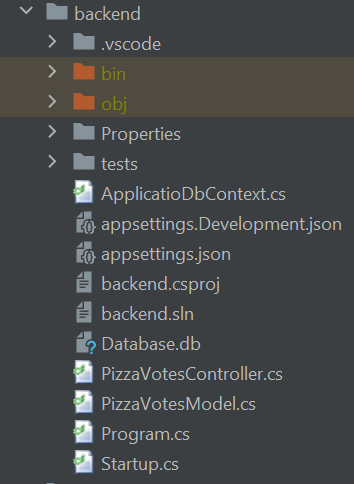 backend
.vscode
bin
obj
Properties
tests
ApplicatioDbContext.cs
appsettings.Development.json
appsettings.json
backend.csproj
backend.sln
Database.db
PizzaVotesController.cs
PizzaVotesModel.cs
Program.cs
Startup.cs